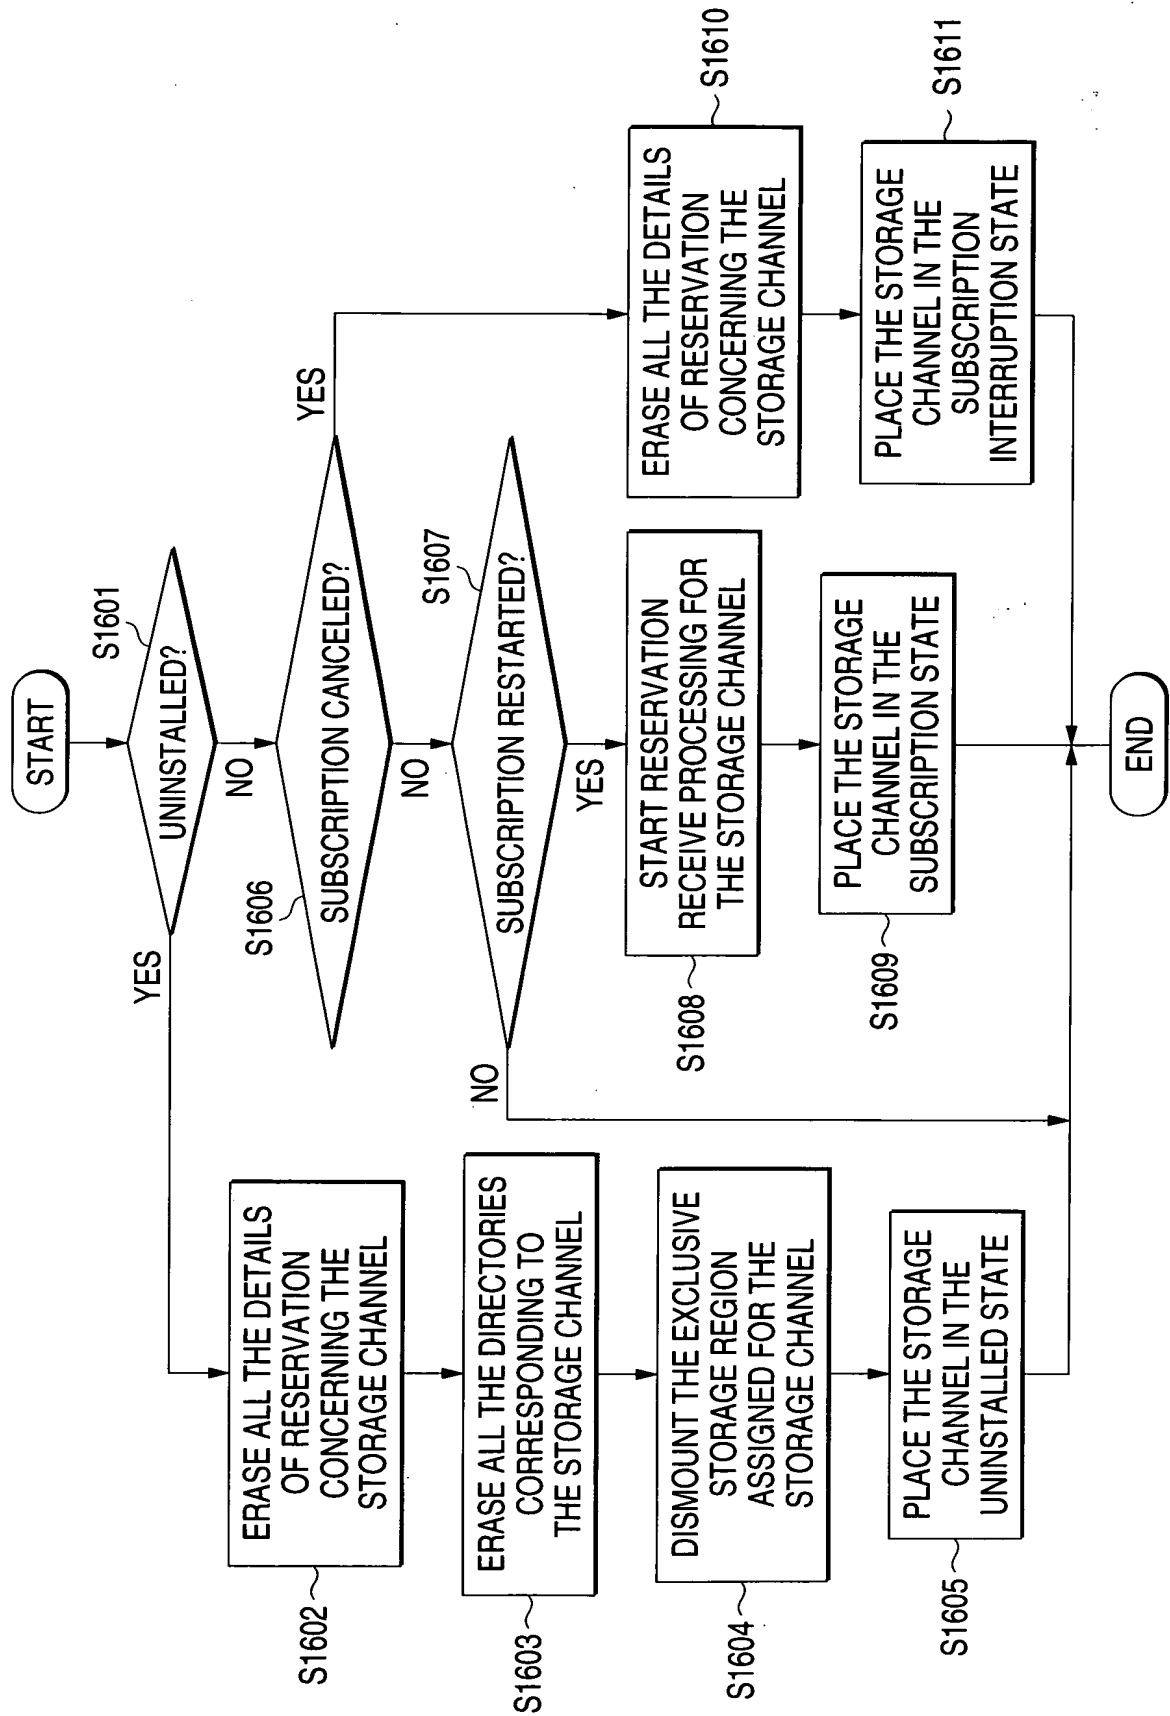 START
S1601
UNINSTALLED?
YES
NO
S1602
ERASE ALL THE DETAILS
OF RESERVATION
CONCERNING THE
STORAGE CHANNEL
S1603
ERASE ALL THE DIRECTORIES
CORRESPONDING TO
THE STORAGE CHANNEL
S1604
DISMOUNT THE EXCLUSIVE
STORAGE REGION
ASSIGNED FOR THE
STORAGE CHANNEL
S1605
PLACE THE STORAGE
CHANNEL IN THE
UNINSTALLED STATE
S1606
SUBSCRIPTION CANCELED?
YES
NO
S1607
SUBSCRIPTION RESTARTED?
NO
YES
S1608
START RESERVATION
RECEIVE PROCESSING FOR
THE STORAGE CHANNEL
S1609
PLACE THE STORAGE
CHANNEL IN THE
SUBSCRIPTION STATE
S1610
ERASE ALL THE DETAILS
OF RESERVATION
CONCERNING THE
STORAGE CHANNEL
S1611
PLACE THE STORAGE
CHANNEL IN THE
SUBSCRIPTION
INTERRUPTION STATE
END